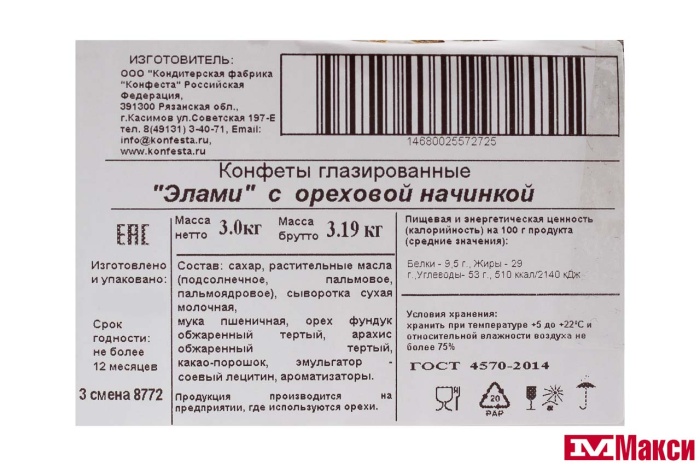 ИЗГОТОВИТЕЛЬ:
ООО "Кондитерская фабрика
"Конфеста" Российская
Федерация,
391300 Рязанская обл.,
г.Касимов ул.Советская 197-Е
тел. 8(49131) 3-40-71, Email:
info@konfesta.ru,
www.konfesta.ru
14680025572725
Конфеты глазированные
"Элами" с ореховой начинкой
ЕАС
Масса нетто 3.0кг
Масса брутто 3.19 кг
Изготовлено
и упаковано:
Срок
годности:
не более
12 месяцев
3 смена 8772
Состав: сахар, растительные масла
(подсолнечное, пальмовое,
пальмоядровое), сыворотка сухая
молочная,
мука пшеничная, орех фундук
обжаренный тертый, арахис
обжаренный тертый,
какао-порошок, эмульгатор -
соевый лецитин, ароматизаторы.
Продукция производится на
предприятии, где используются орехи.
Пищевая и энергетическая ценность
(калорийность) на 100 г продукта
(средние значения):
Белки - 9,5 г., Жиры - 29
г.,Углеводы- 53 г., 510 ккал/2140 кДж
Условия хранения:
хранить при температуре +5 до +22°С и
относительной влажности воздуха не
более 75%
ГОСТ 4570-2014
20
PAP
Макси